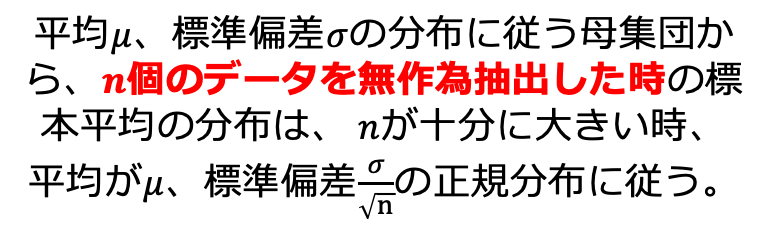 平均μ、標準偏差σの分布に従う母集団か
ら、n個のデータを無作為抽出した時の標
本平均の分布は、 nが十分に大きい時、
平均がμ、標準偏差σ/√nの正規分布に従う。